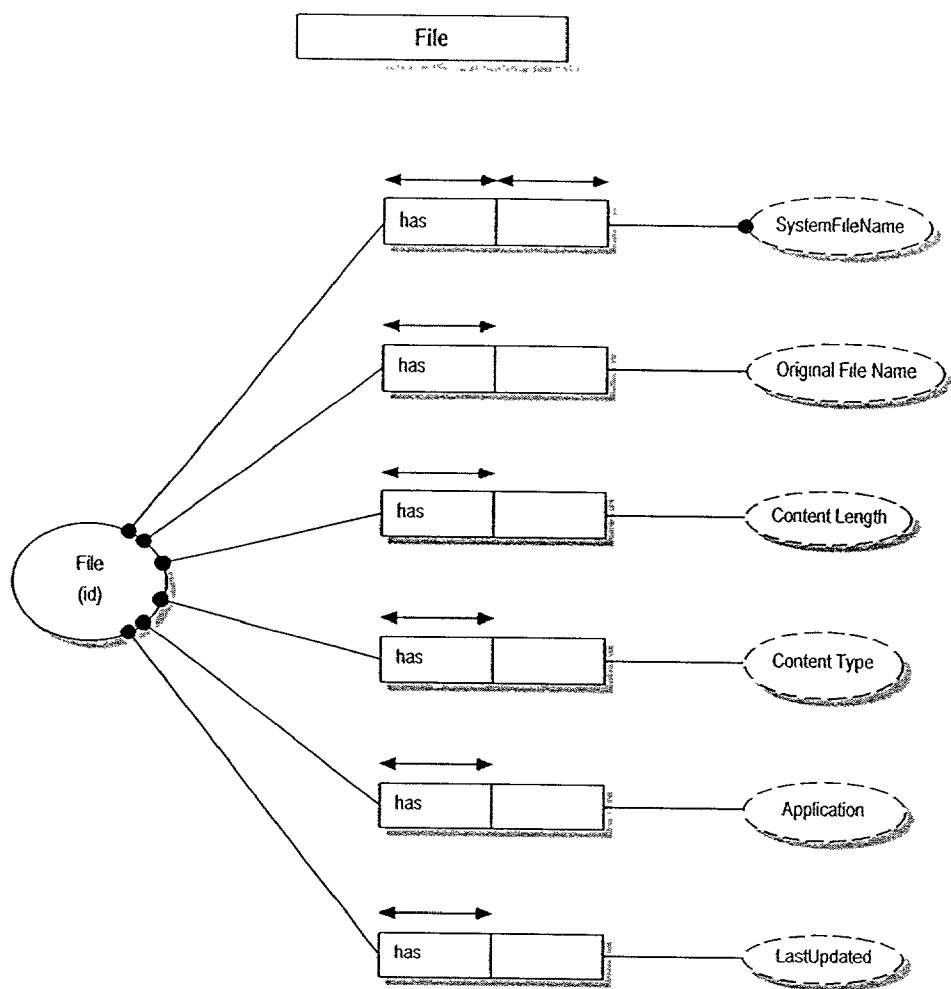 File
has
SystemFileName
has
Original File Name
has
Content Length
File
(id)
has
Content Type
has
Application
has
LastUpdated